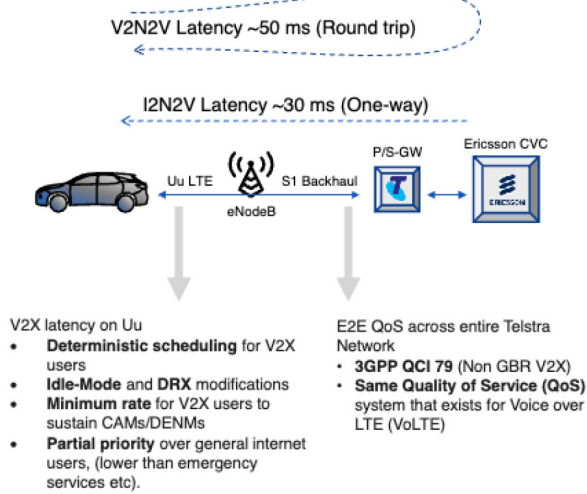 V2N2V Latency ~50 ms (Round trip)
I2N2V Latency ~30 ms (One-way)
Ericsson CVC
P/S-GW
Uu LTE
S1 Backhaul
eNodeB
ERICSSON
V2X latency on Uu
• Deterministic scheduling for V2X
users
• Idle-Mode and DRX modifications
• Minimum rate for V2X users to
sustain CAMs/DENMs
• Partial priority over general internet
users, (lower than emergency
services etc).
E2E QoS across entire Telstra
Network
• 3GPP QCI 79 (Non GBR V2X)
• Same Quality of Service (QoS)
system that exists for Voice over
LTE (VoLTE)